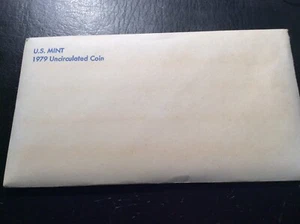 U.S. MINT
1979 Uncirculated Coin